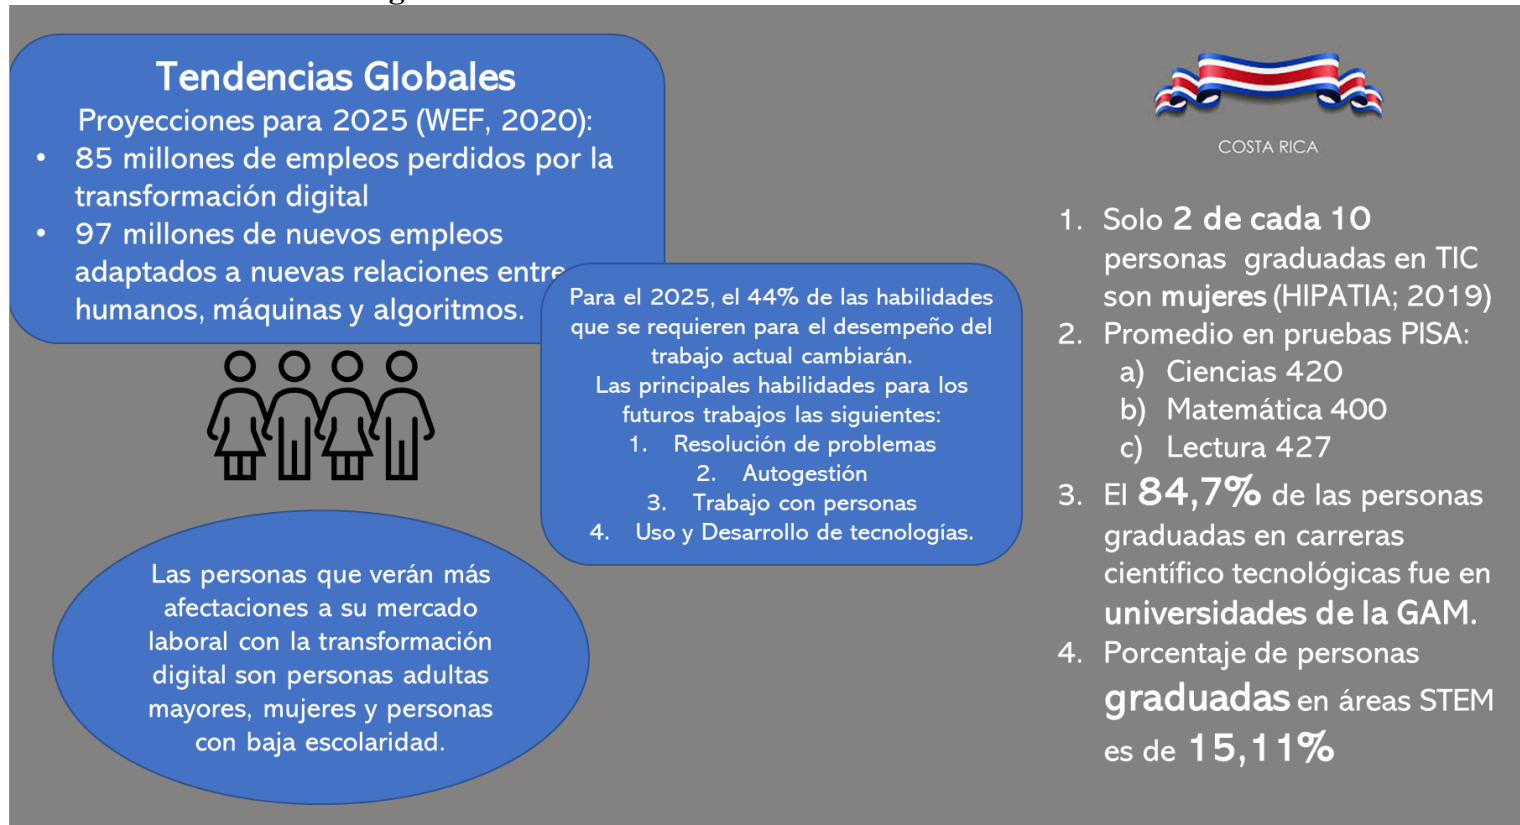 Tendencias Globales
Proyecciones para 2025 (WEF, 2020):
• 85 millones de empleos perdidos por la
transformación digital
• 97 millones de nuevos empleos
adaptados a nuevas relaciones entre
humanos, máquinas y algoritmos.
Para el 2025, el 44% de las habilidades
que se requieren para el desempeño del
trabajo actual cambiarán.
Las principales habilidades para los
futuros trabajos las siguientes:
1. Resolución de problemas
2. Autogestión
3. Trabajo con personas
4. Uso y Desarrollo de tecnologías.
Las personas que verán más
afectaciones a su mercado
laboral con la transformación
digital son personas adultas
mayores, mujeres y personas
con baja escolaridad.
COSTA RICA
1. Solo 2 de cada 10
personas graduadas en TIC
son mujeres (HIPATIA; 2019)
2. Promedio en pruebas PISA:
a) Ciencias 420
b) Matemática 400
c) Lectura 427
3. El 84,7% de las personas
graduadas en carreras
científico tecnológicas fue en
universidades de la GAM.
4. Porcentaje de personas
graduadas en áreas STEM
es de 15,11%